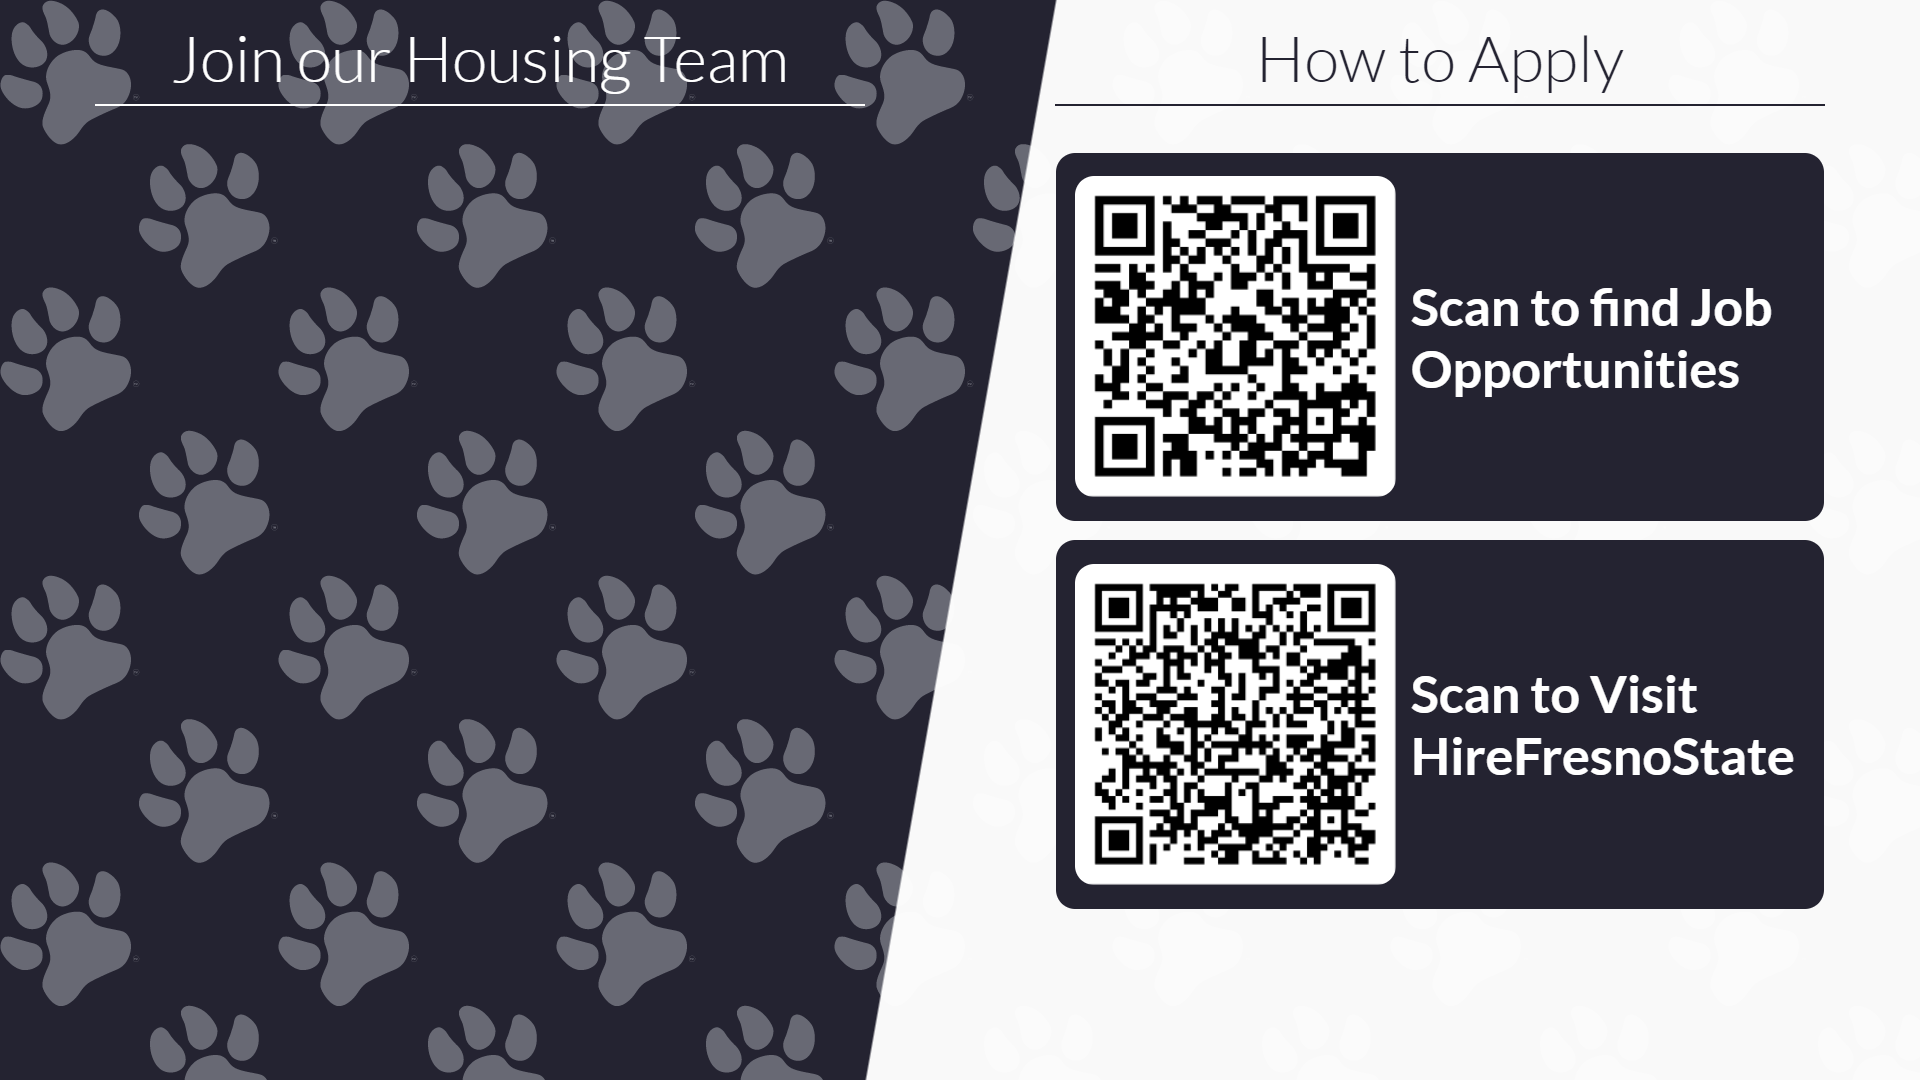 Join our Housing Team
How to Apply
Scan to find Job
Opportunities
Scan to Visit
HireFresnoState